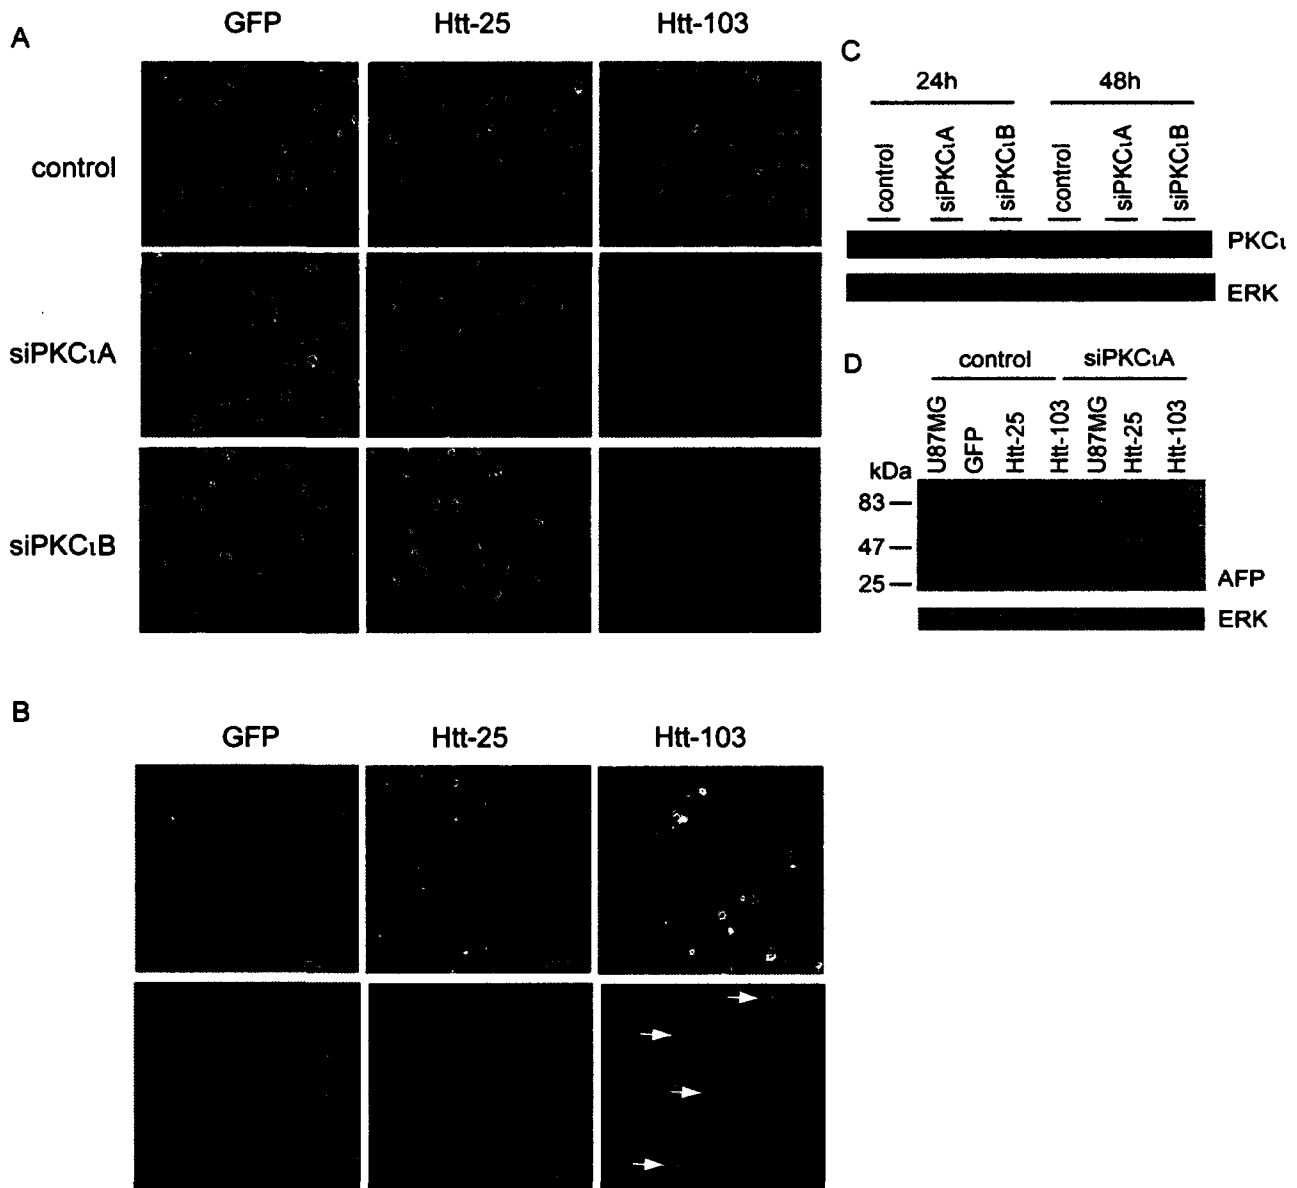 A
GFP Htt-25 Htt-103
control
siPKCιA
siPKCιB
B
GFP Htt-25 Htt-103
C
24h 48h
control siPKCιA siPKCιB control siPKCιA siPKCιB
PKCι
ERK
D
control siPKCιA
U87MG GFP Htt-25 Htt-103 U87MG Htt-25 Htt-103
kDa
83
47
25
AFP
ERK